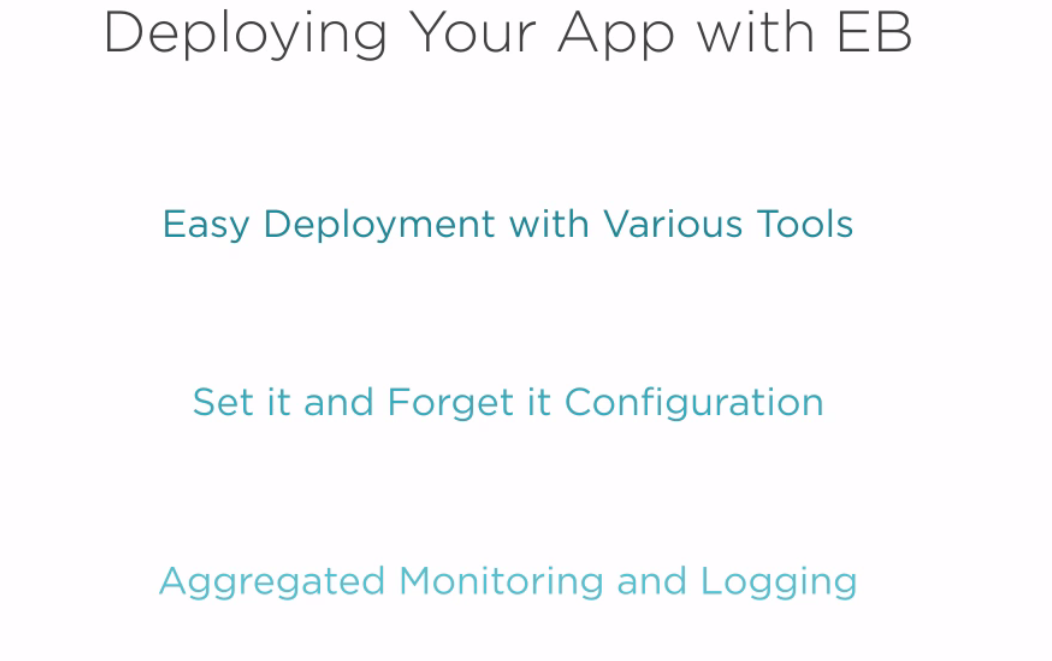 Deploying Your App with EB
Easy Deployment with Various Tools
Set it and Forget it Configuration
Aggregated Monitoring and Logging